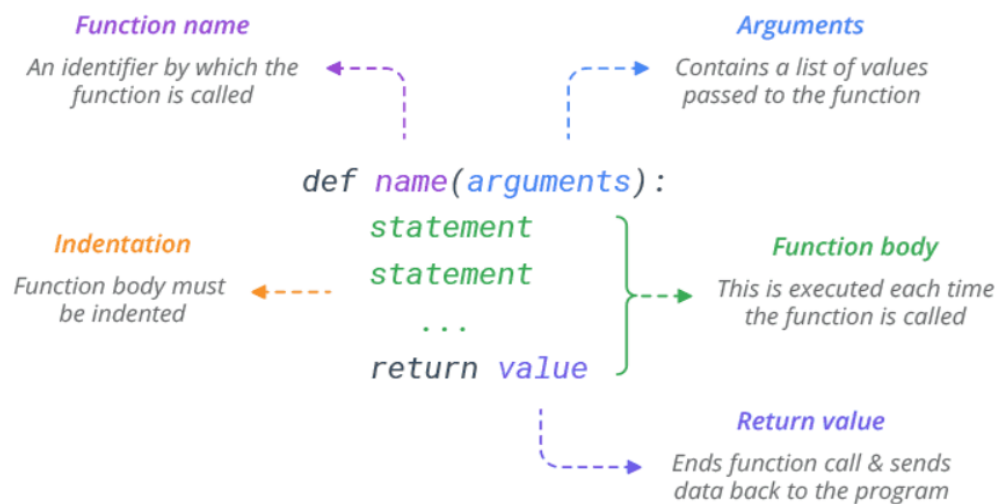 Function name
An identifier by which the
function is called
Arguments
Contains a list of values
passed to the function
def name(arguments):
statement
statement
...
return value
Indentation
Function body must
be indented
Function body
This is executed each time
the function is called
Return value
Ends function call & sends
data back to the program